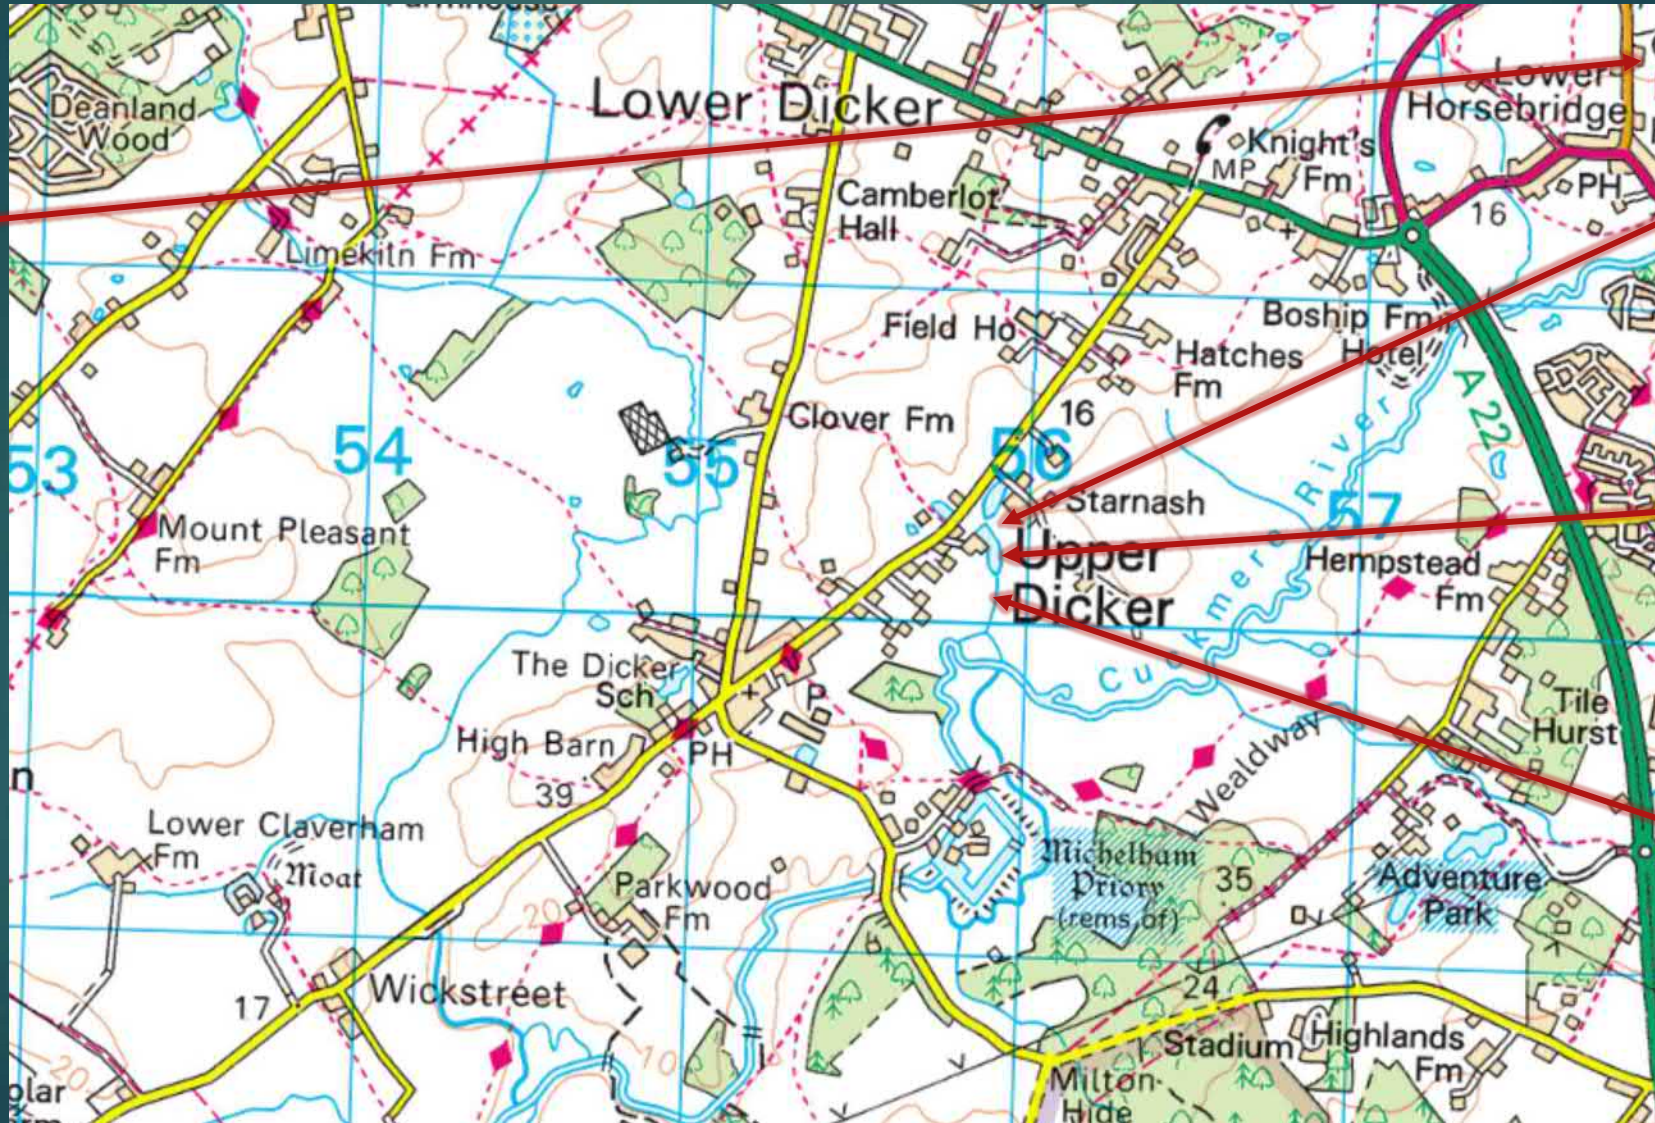 Deanland
Wood
Lower Dicker
Lower
Horsebridge
Knight's
Fm
MP
PH
16
Camberlot
Hall
Limekiln Fm
Field Ho
Boship Fm
Hotel
Hatches
Fm
A 22
Clover Fm
16
53
54
55
56
57
Starnash
Mount Pleasant
Fm
Upper
Dicker
Cuckmere River
Hempstead
Fm
The Dicker
Sch
P
Tile
Hurst
High Barn
PH
39
Wealdway
n
Lower Claverham
Fm
Moat
Michelham
Priory
(rems of)
35
Adventure
Park
Parkwood
Fm
20
Wickstreet
17
24
Stadium
Highlands
Fm
10
20
Milton
Hide
olar